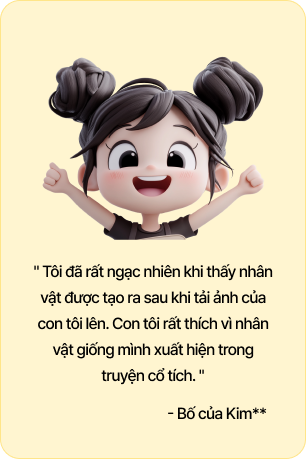 " Tôi đã rất ngạc nhiên khi thấy nhân
vật được tạo ra sau khi tải ảnh của
con tôi lên. Con tôi rất thích vì nhân
vật giống mình xuất hiện trong
truyện cổ tích. "
- Bố của Kim**